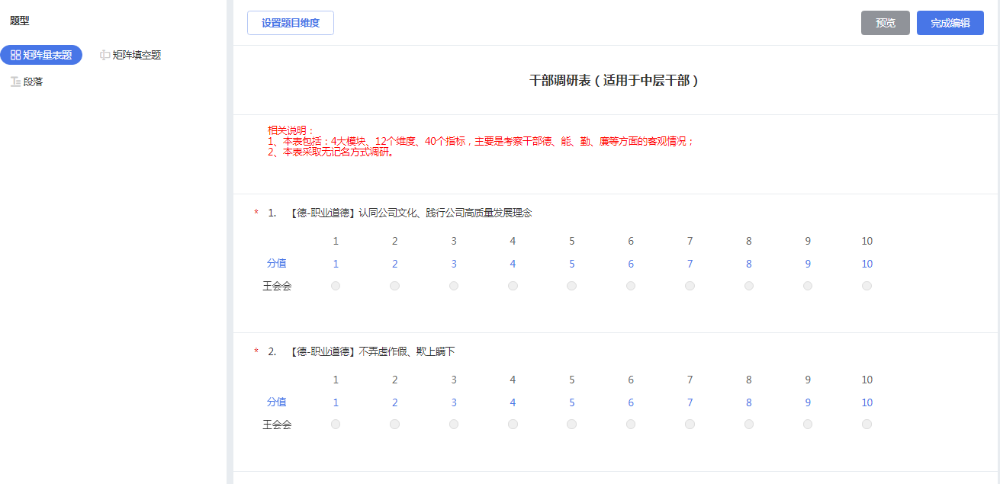 题型
设置题目维度
预览
完成编辑
矩阵量表题
矩阵填空题
段落
干部调研表（适用于中层干部）
相关说明：
1、本表包括：4大模块、12个维度、40个指标，主要是考察干部德、能、勤、廉等方面的客观情况；
2、本表采取无记名方式调研。
* 1. 【德-职业道德】认同公司文化、践行公司高质量发展理念
1 2 3 4 5 6 7 8 9 10
分值 1 2 3 4 5 6 7 8 9 10
王会会
* 2. 【德-职业道德】不弄虚作假、欺上瞒下
1 2 3 4 5 6 7 8 9 10
分值 1 2 3 4 5 6 7 8 9 10
王会会